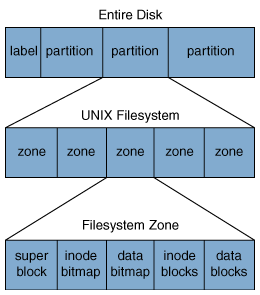 Entire Disk
label partition partition partition
UNIX Filesystem
zone zone zone zone zone
Filesystem Zone
super inode data inode data
block bitmap bitmap blocks blocks